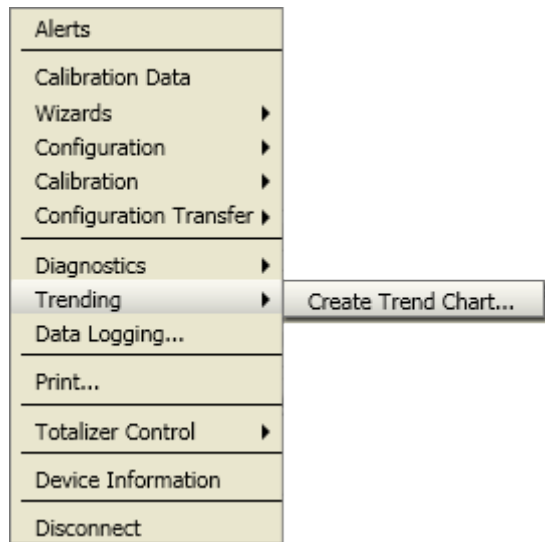 Alerts
Calibration Data
Wizards
Configuration
Calibration
Configuration Transfer
Diagnostics
Trending
Create Trend Chart...
Data Logging...
Print...
Totalizer Control
Device Information
Disconnect